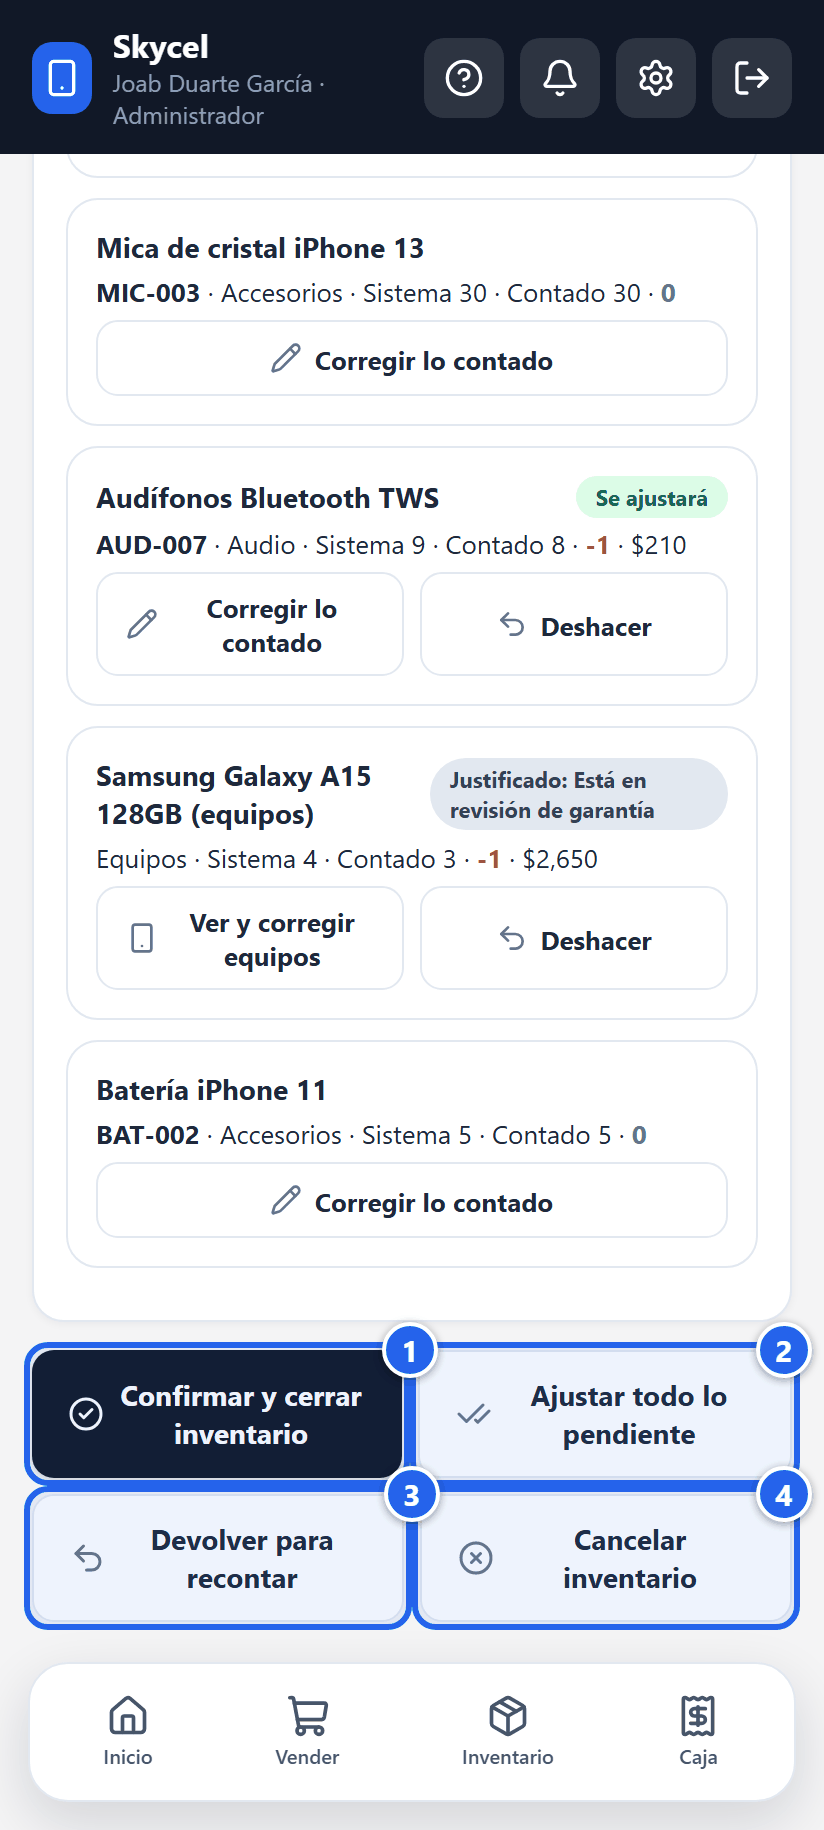 Skycel
Joab Duarte García ·
Administrador
Mica de cristal iPhone 13
MIC-003 · Accesorios · Sistema 30 · Contado 30 · 0
Corregir lo contado
Audífonos Bluetooth TWS
Se ajustará
AUD-007 · Audio · Sistema 9 · Contado 8 · -1 · $210
Corregir lo
contado
Deshacer
Samsung Galaxy A15
128GB (equipos)
Justificado: Está en
revisión de garantía
Equipos · Sistema 4 · Contado 3 · -1 · $2,650
Ver y corregir
equipos
Deshacer
Batería iPhone 11
BAT-002 · Accesorios · Sistema 5 · Contado 5 · 0
Corregir lo contado
1
Confirmar y cerrar
inventario
2
Ajustar todo lo
pendiente
3
Devolver para
recontar
4
Cancelar
inventario
Inicio
Vender
Inventario
Caja